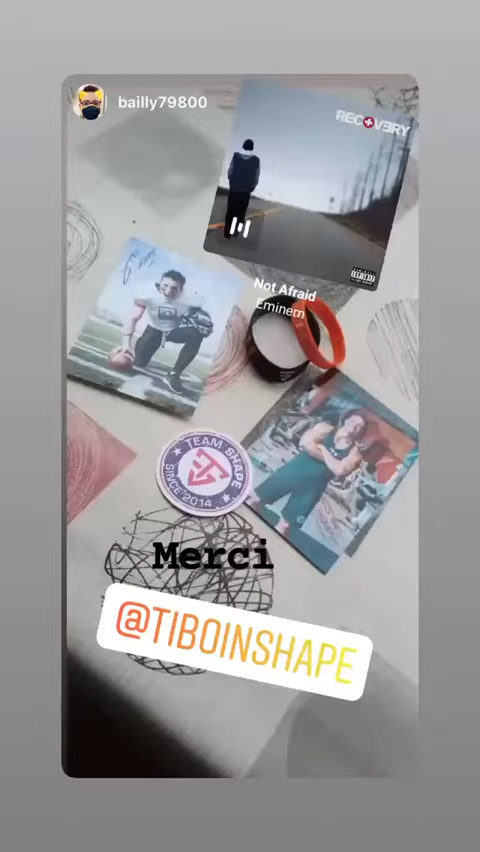 bailly79800
RECOVERY
Not Afraid
Eminem
TEAM SHAPE
SINCE 2014
Merci
@TIBOINSHAPE